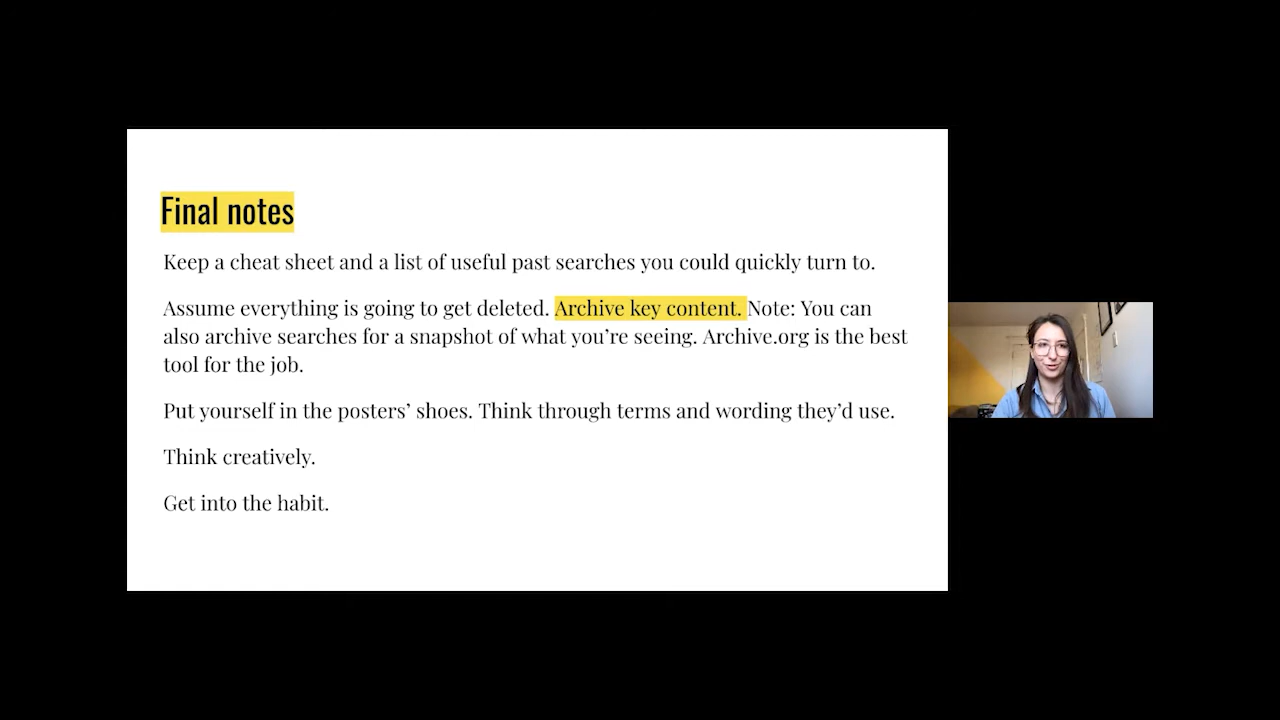 Final notes
Keep a cheat sheet and a list of useful past searches you could quickly turn to.
Assume everything is going to get deleted. Archive key content. Note: You can
also archive searches for a snapshot of what you’re seeing. Archive.org is the best
tool for the job.
Put yourself in the posters’ shoes. Think through terms and wording they’d use.
Think creatively.
Get into the habit.